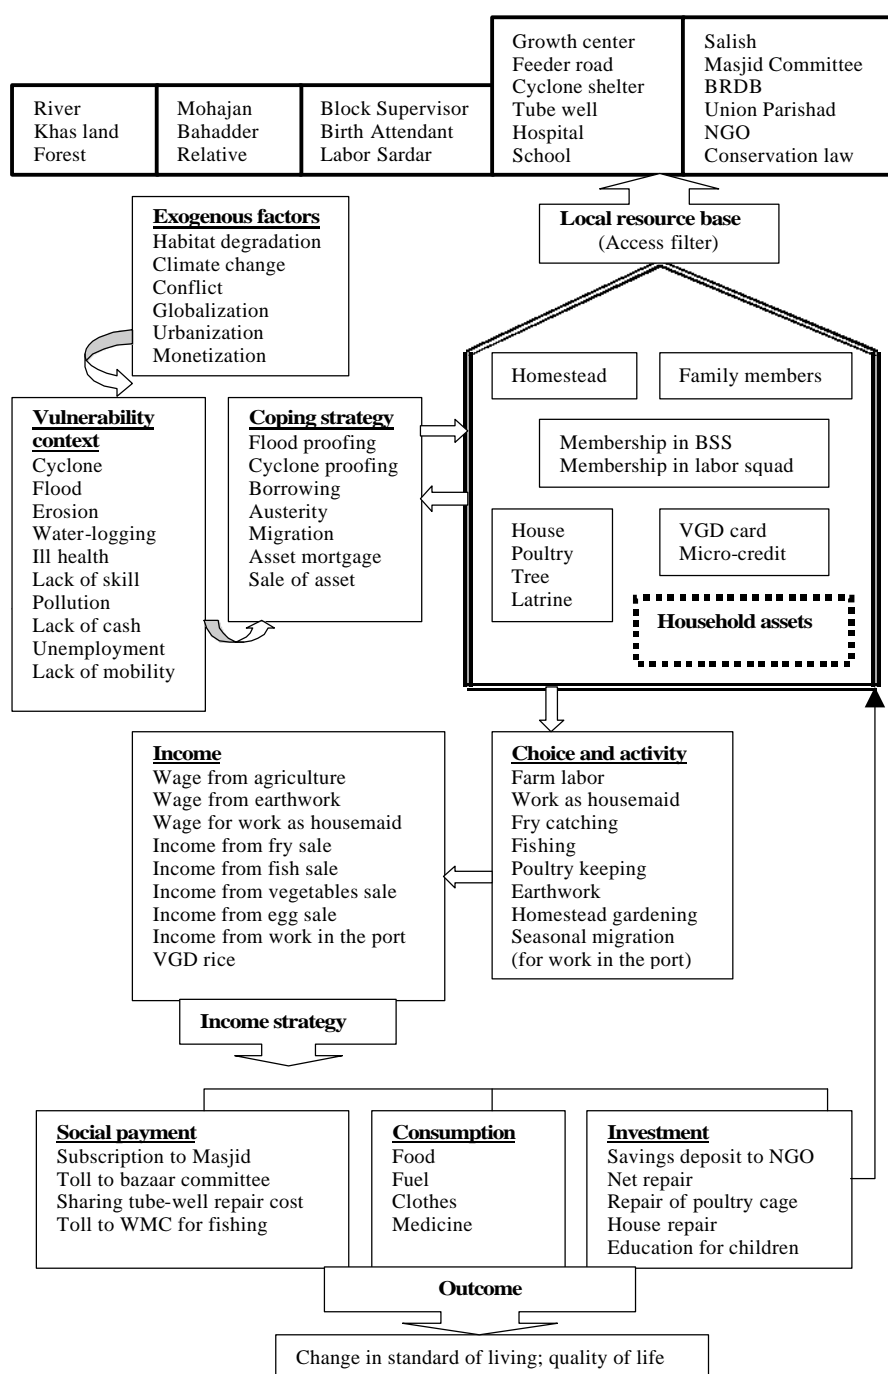 River
Khas land
Forest
Mohajan
Bahadder
Relative
Block Supervisor
Birth Attendant
Labor Sardar
Growth center
Feeder road
Cyclone shelter
Tube well
Hospital
School
Salish
Masjid Committee
BRDB
Union Parishad
NGO
Conservation law
Local resource base
(Access filter)
Exogenous factors
Habitat degradation
Climate change
Conflict
Globalization
Urbanization
Monetization
Vulnerability
context
Cyclone
Flood
Erosion
Water-logging
Ill health
Lack of skill
Pollution
Lack of cash
Unemployment
Lack of mobility
Coping strategy
Flood proofing
Cyclone proofing
Borrowing
Austerity
Migration
Asset mortgage
Sale of asset
Homestead
Family members
Membership in BSS
Membership in labor squad
House
Poultry
Tree
Latrine
VGD card
Micro-credit
Household assets
Income
Wage from agriculture
Wage from earthwork
Wage for work as housemaid
Income from fry sale
Income from fish sale
Income from vegetables sale
Income from egg sale
Income from work in the port
VGD rice
Choice and activity
Farm labor
Work as housemaid
Fry catching
Fishing
Poultry keeping
Earthwork
Homestead gardening
Seasonal migration
(for work in the port)
Income strategy
Social payment
Subscription to Masjid
Toll to bazaar committee
Sharing tube-well repair cost
Toll to WMC for fishing
Consumption
Food
Fuel
Clothes
Medicine
Investment
Savings deposit to NGO
Net repair
Repair of poultry cage
House repair
Education for children
Outcome
Change in standard of living; quality of life